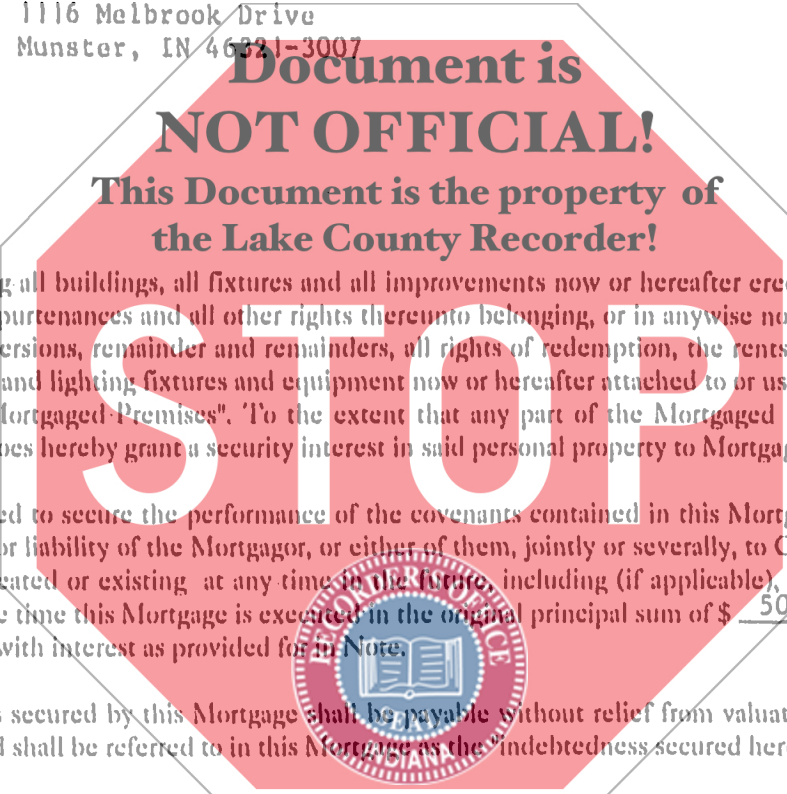 1116 Melbrook Drive
Munster, IN 46321-3007
Document is
NOT OFFICIAL!
This Document is the property of
the Lake County Recorder!
g all buildings, all fixtures and all improvements now or hereafter ere
purtenances and all other rights thereunto belonging, or in anywise no
ersions, remainder and remainders, all rights of redemption, the rents
and lighting fixtures and equipment now or hereafter attached to or us
Mortgaged Premises". To the extent that any part of the Mortgaged
oes hereby grant a security interest in said personal property to Mortga
STOP
ed to secure the performance of the covenants contained in this Mort
or liability of the Mortgagor, or either of them, jointly or severally, to C
eated or existing at any time in the future, including (if applicable),
e time this Mortgage is executed in the original principal sum of $ 50
with interest as provided for in Note.
RECORDER'S OFFICE
SEAL
INDIANA
s secured by this Mortgage shall be payable without relief from valuat
d shall be referred to in this Mortgage as the "indebtedness secured her